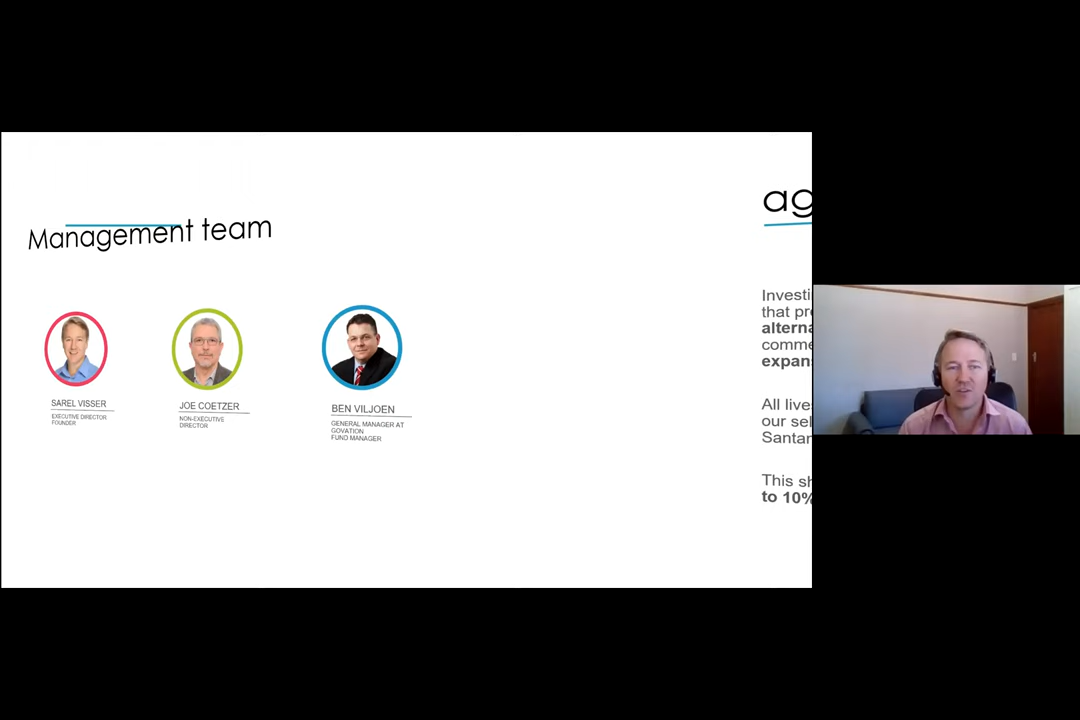 Management team
SAREL VISSER
EXECUTIVE DIRECTOR
FOUNDER
JOE COETZER
NON-EXECUTIVE
DIRECTOR
BEN VILJOEN
GENERAL MANAGER AT
GOVATION
FUND MANAGER
ag
Investi
that pr
alterna
comme
expan
All live
our sel
Santar
This sh
to 10%